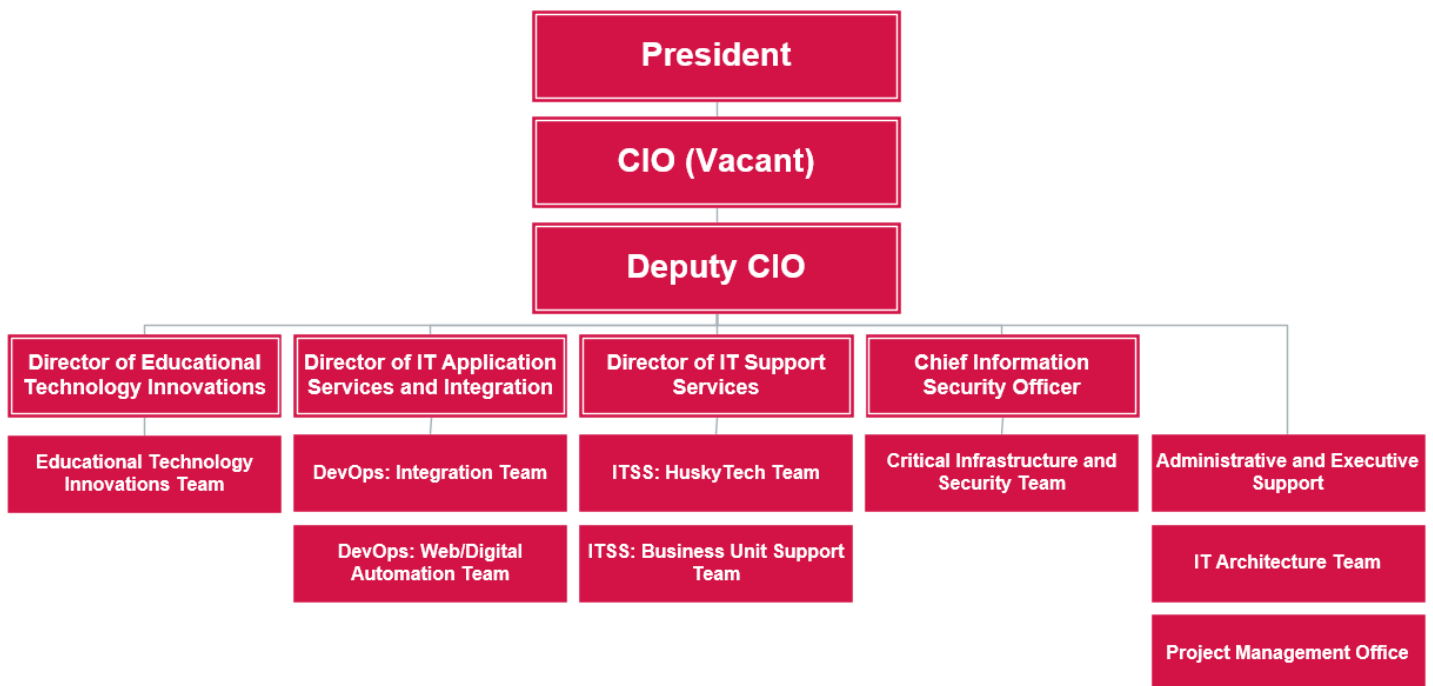 President
CIO (Vacant)
Deputy CIO
Director of Educational
Technology Innovations
Director of IT Application
Services and Integration
Director of IT Support
Services
Chief Information
Security Officer
Educational Technology
Innovations Team
DevOps: Integration Team
ITSS: HuskyTech Team
Critical Infrastructure and
Security Team
Administrative and Executive
Support
DevOps: Web/Digital
Automation Team
ITSS: Business Unit Support
Team
IT Architecture Team
Project Management Office